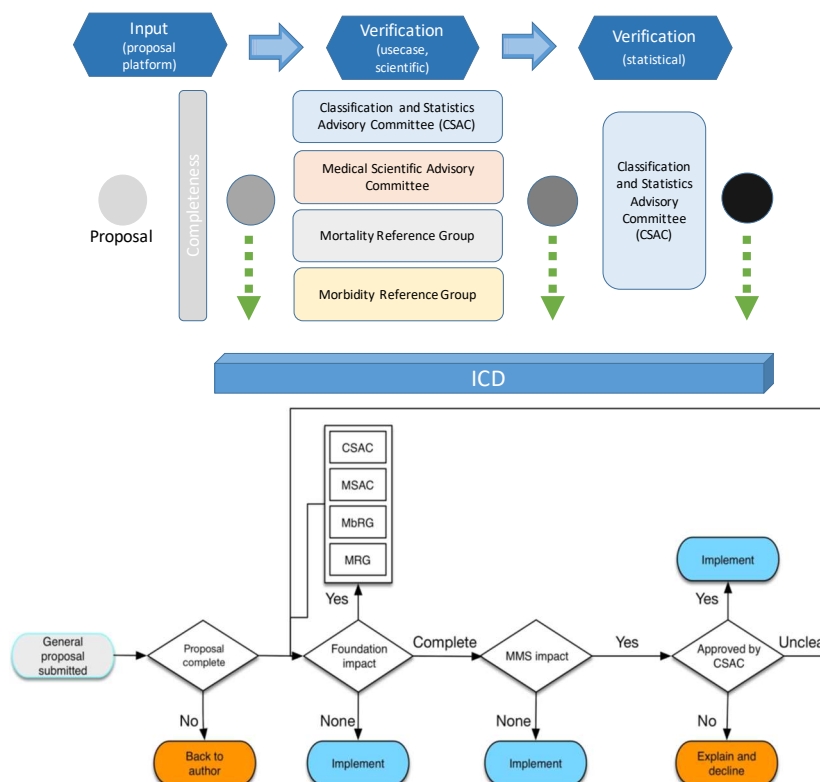 Input
(proposal
platform)
Verification
(usecase,
scientific)
Verification
(statistical)
Completeness
Classification and Statistics
Advisory Committee (CSAC)
Medical Scientific Advisory
Committee
Mortality Reference Group
Morbidity Reference Group
Classification
and Statistics
Advisory
Committee
(CSAC)
Proposal
ICD
CSAC
MSAC
MbRG
MRG
Implement
Yes
Yes
General
proposal
submitted
Proposal
complete
Foundation
impact
Complete
MMS impact
Yes
Approved by
CSAC
Unclea
No
None
None
No
Back to
author
Implement
Implement
Explain and
decline